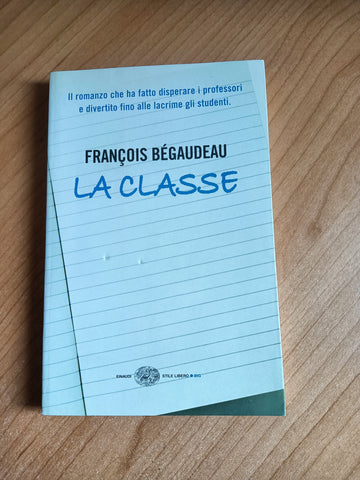 Il romanzo che ha fatto disperare i professori
e divertito fino alle lacrime gli studenti.
FRANÇOIS BÉGAUDEAU
LA CLASSE
EINAUDI STILE LIBERO BIG